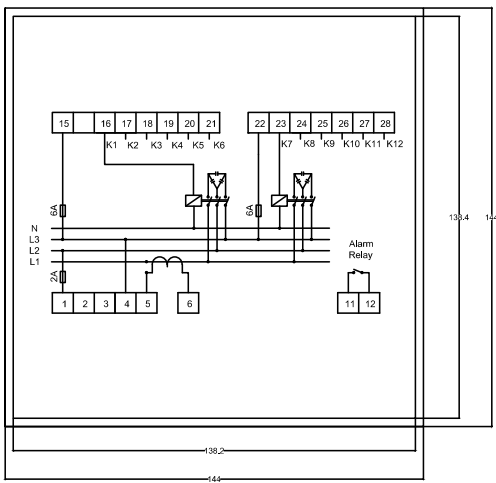 15 16 17 18 19 20 21 22 23 24 25 26 27 28
K1 K2 K3 K4 K5 K6 K7 K8 K9 K10 K11 K12
6A 6A
138.4
N
L3
L2
L1
Alarm
Relay
2A
1 2 3 4 5 6 11 12
138.2
144